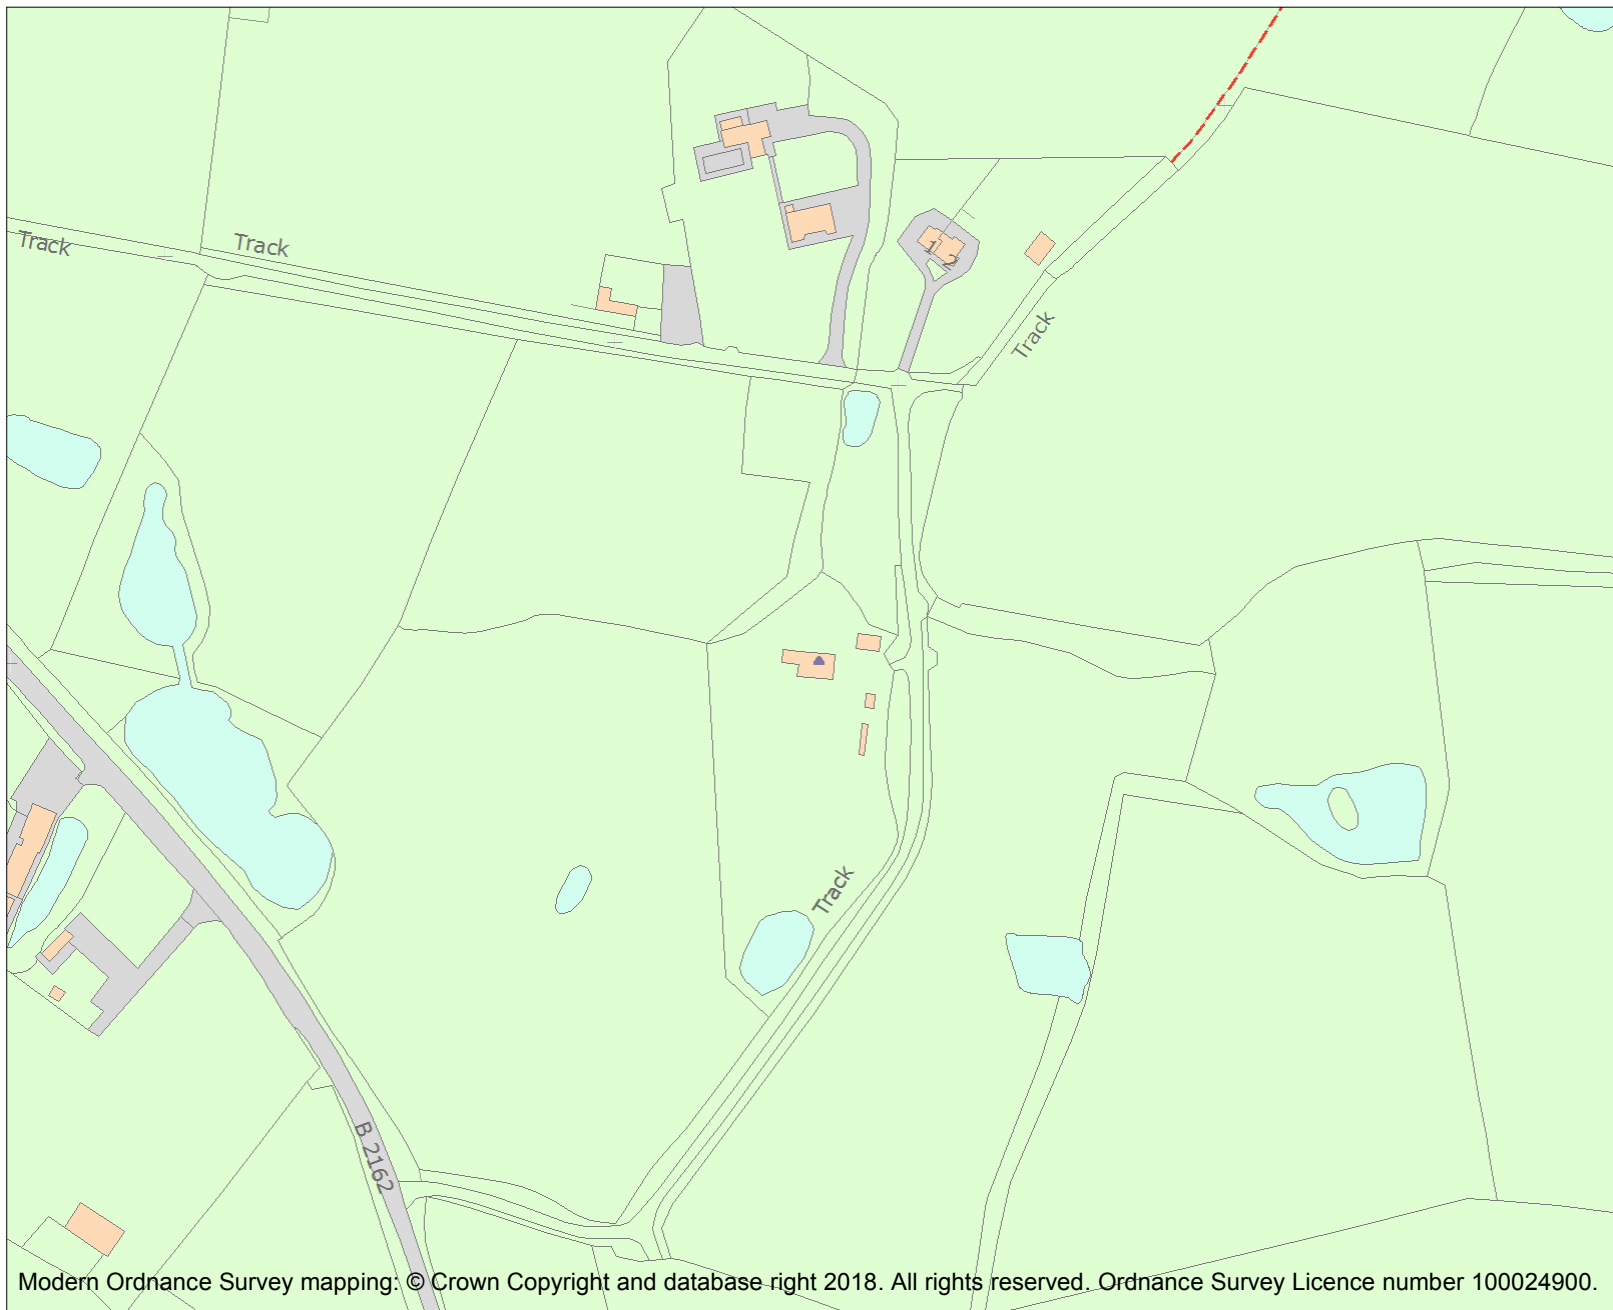 Track
Track
1
2
Track
Track
B 2162
Modern Ordnance Survey mapping: © Crown Copyright and database right 2018. All rights reserved. Ordnance Survey Licence number 100024900.